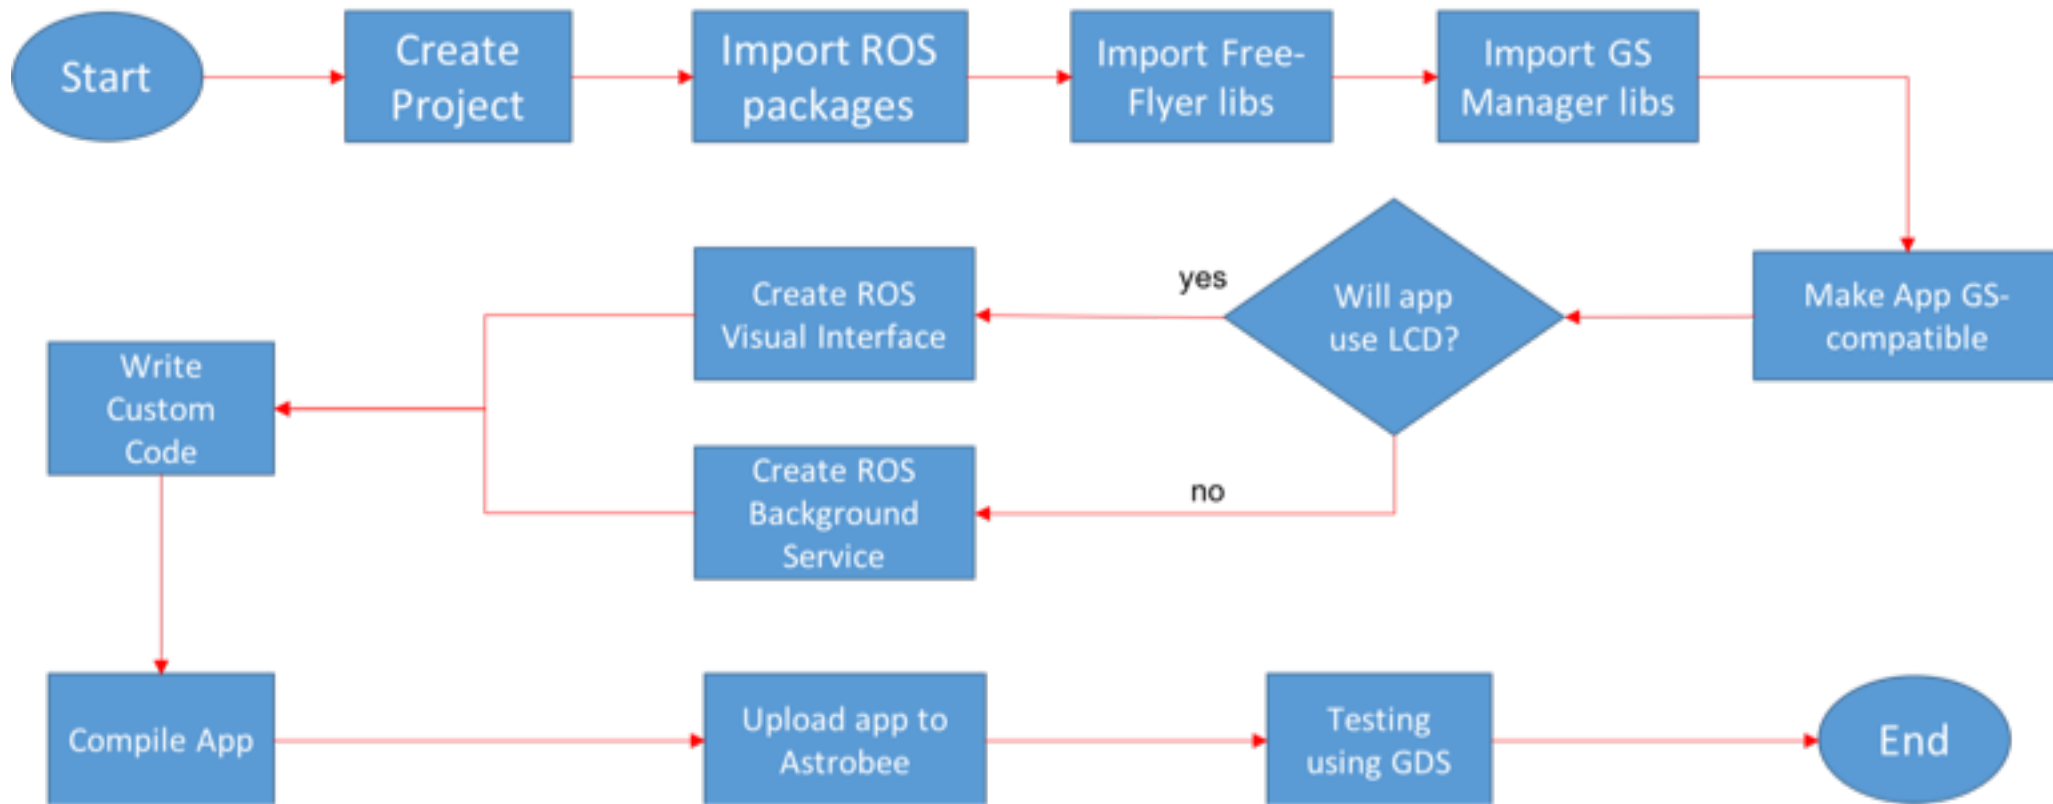 Start
Create
Project
Import ROS
packages
Import Free-
Flyer libs
Import GS
Manager libs
Make App GS-
compatible
Will app
use LCD?
yes
Create ROS
Visual Interface
no
Create ROS
Background
Service
Write
Custom
Code
Compile App
Upload app to
Astrobee
Testing
using GDS
End